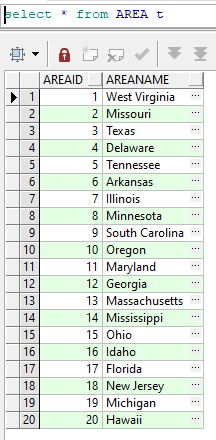 select * from AREA t
AREAID AREANAME
1 1 West Virginia ...
2 2 Missouri ...
3 3 Texas ...
4 4 Delaware ...
5 5 Tennessee ...
6 6 Arkansas ...
7 7 Illinois ...
8 8 Minnesota ...
9 9 South Carolina ...
10 10 Oregon ...
11 11 Maryland ...
12 12 Georgia ...
13 13 Massachusetts ...
14 14 Mississippi ...
15 15 Ohio ...
16 16 Idaho ...
17 17 Florida ...
18 18 New Jersey ...
19 19 Michigan ...
20 20 Hawaii ...